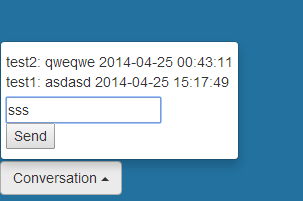 test2: qweqwe 2014-04-25 00:43:11
test1: asdasd 2014-04-25 15:17:49
sss
Send
Conversation